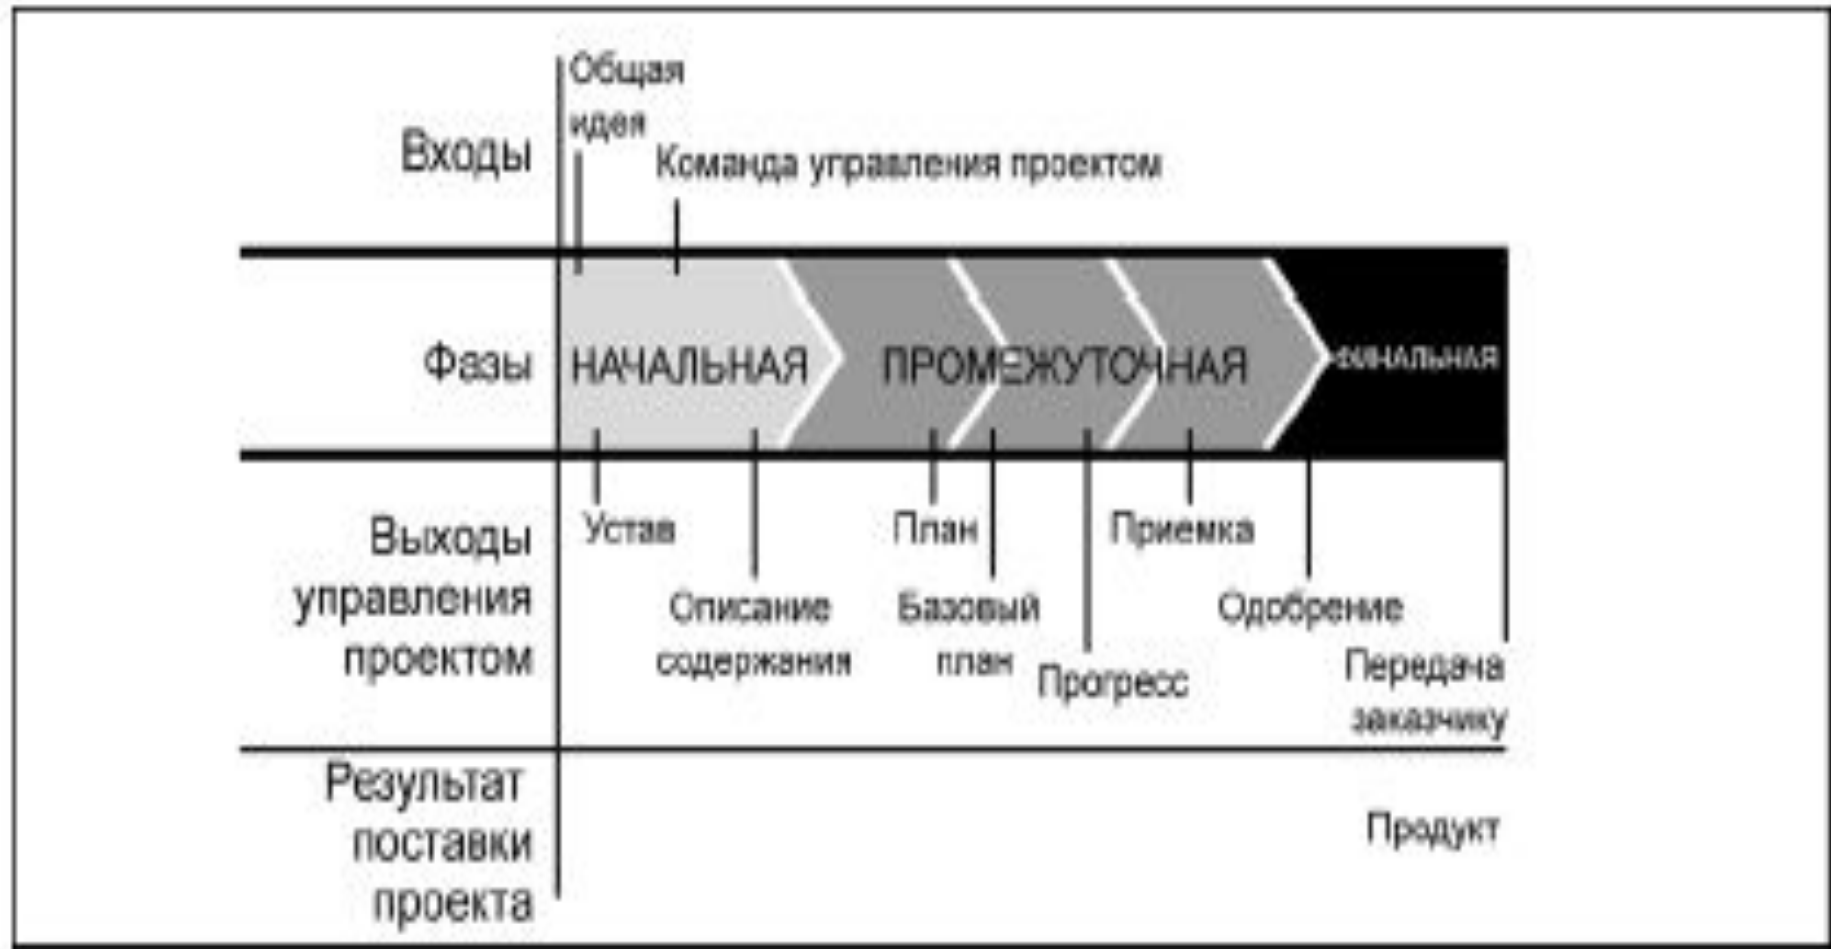 Общая
идея
Входы
Команда управления проектом
Фазы
НАЧАЛЬНАЯ
ПРОМЕЖУТОЧНАЯ
ФИНАЛЬНАЯ
Выходы
управления
проектом
Устав
Описание
содержания
План
Базовый
план
Прогресс
Приемка
Одобрение
Передача
заказчику
Результат
поставки
проекта
Продукт